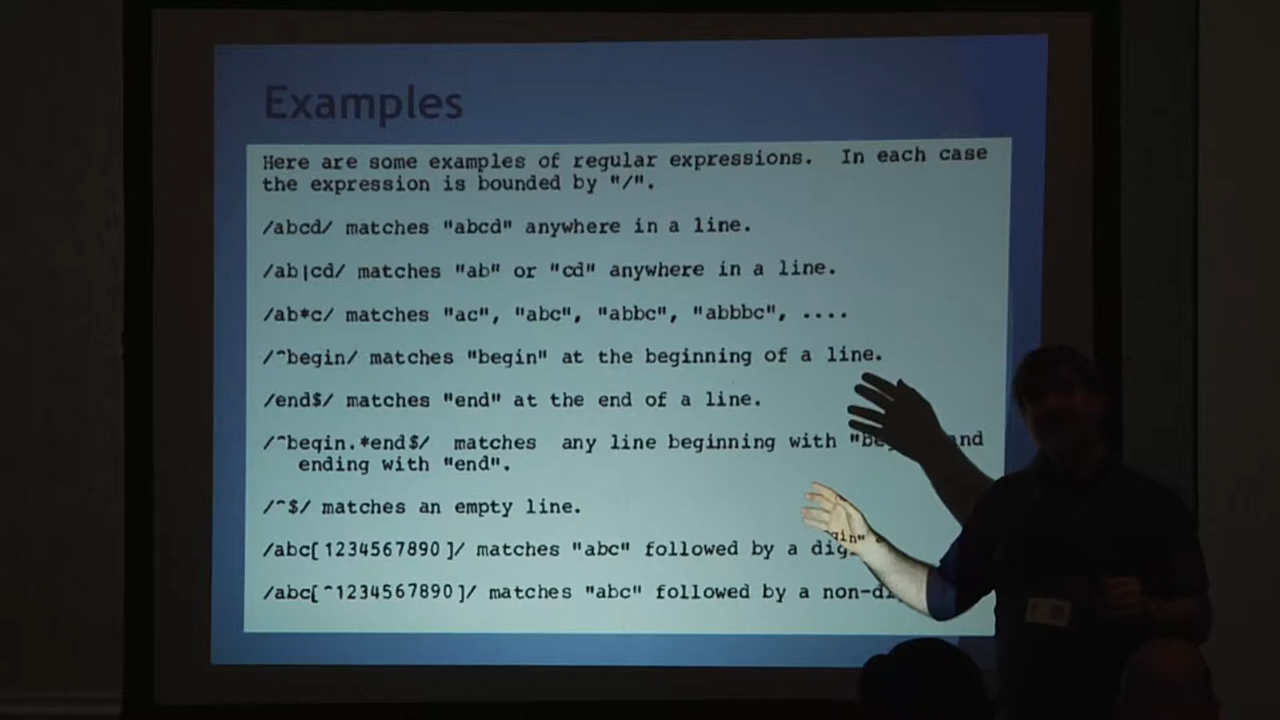 Examples
Here are some examples of regular expressions. In each case
the expression is bounded by "/".
/abcd/ matches "abcd" anywhere in a line.
/ab|cd/ matches "ab" or "cd" anywhere in a line.
/ab*c/ matches "ac", "abc", "abbc", "abbbc", ....
/^begin/ matches "begin" at the beginning of a line.
/end$/ matches "end" at the end of a line.
/^begin.*end$/ matches any line beginning with and
ending with "end".
/^$/ matches an empty line.
/abc[1234567890]/ matches "abc" followed by a
/abc[^1234567890]/ matches "abc" followed by a